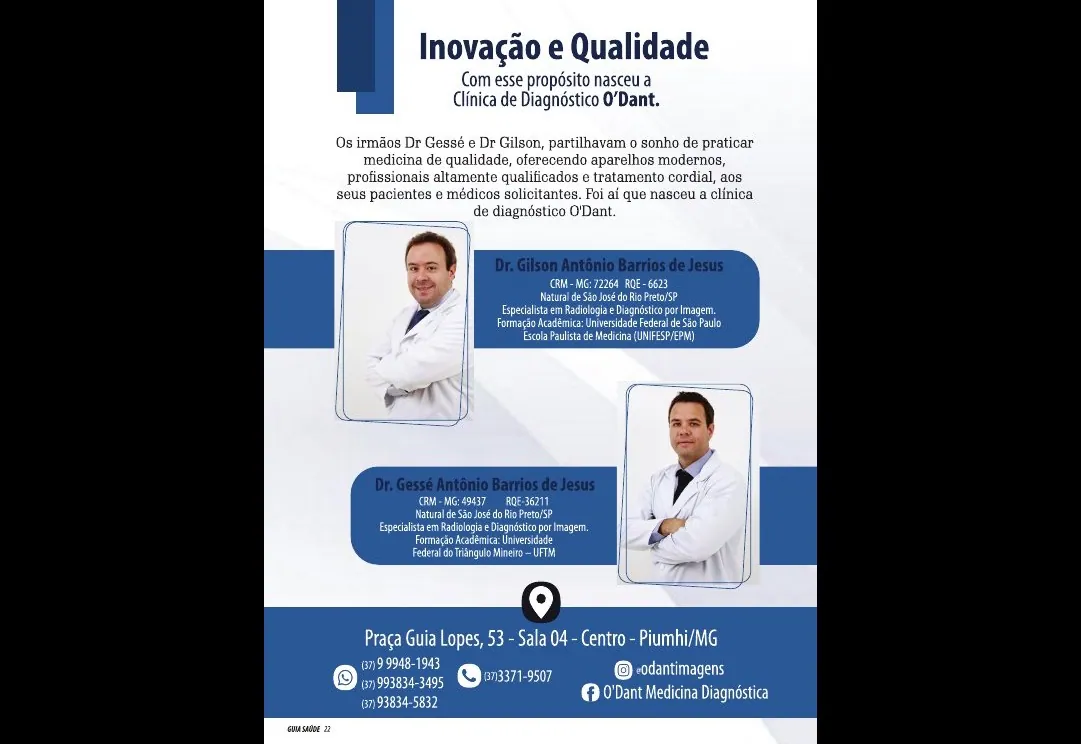 Inovação e Qualidade
Com esse propósito nasceu a
Clínica de Diagnóstico O'Dant.
Os irmãos Dr Gessé e Dr Gilson, partilhavam o sonho de praticar
medicina de qualidade, oferecendo aparelhos modernos,
profissionais altamente qualificados e tratamento cordial, aos
seus pacientes e médicos solicitantes. Foi aí que nasceu a clínica
de diagnóstico O'Dant.
Dr. Gilson Antônio Barrios de Jesus
CRM - MG: 72264 RQE - 6623
Natural de São José do Rio Preto/SP
Especialista em Radiologia e Diagnóstico por Imagem.
Formação Acadêmica: Universidade Federal de São Paulo
Escola Paulista de Medicina (UNIFESP/EPM)
Dr. Gessé Antônio Barrios de Jesus
CRM - MG: 49437 RQE-36211
Natural de São José do Rio Preto/SP
Especialista em Radiologia e Diagnóstico por Imagem.
Formação Acadêmica: Universidade
Federal do Triângulo Mineiro – UFTM
Praça Guia Lopes, 53 - Sala 04 - Centro - Piumhi/MG
(37) 9 9948-1943
(37) 993834-3495
(37) 93834-5832
(37)3371-9507
#odantimagens
O'Dant Medicina Diagnóstica
GUIA SAÚDE 22